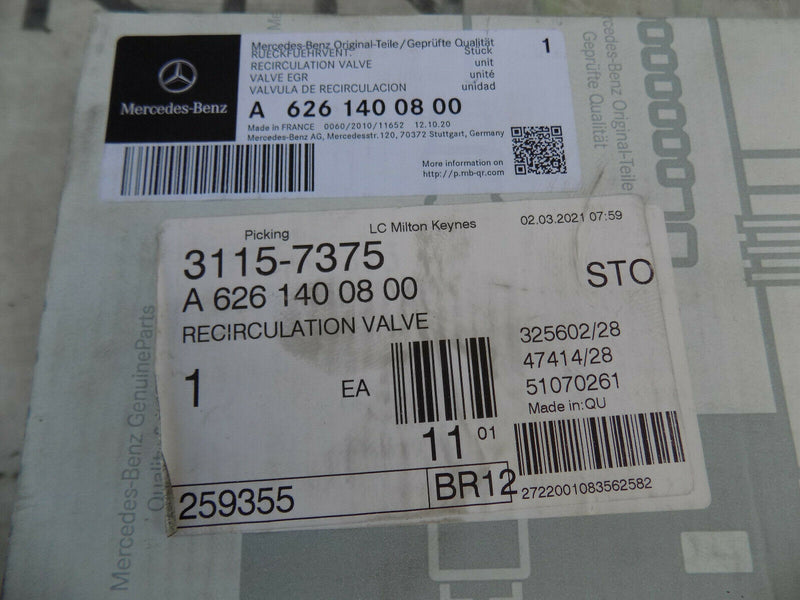 Mercedes-Benz
Mercedes-Benz Original-Teile/Geprüfte Qualität
RUECKFUEHRVENT. Stück 1
RECIRCULATION VALVE unit
VALVE EGR unité
VALVULA DE RECIRCULACION unidad
A 626 140 08 00
Made in FRANCE 0060/2010/11652 12.10.20
Mercedes-Benz AG, Mercedesstr.120, 70372 Stuttgart, Germany
More information on
http://p.mb-qr.com/
Mercedes-Benz Original-Teile
Geprüfte Qualität
Picking LC Milton Keynes 02.03.2021 07:59
3115-7375
A 626 140 08 00 STO
RECIRCULATION VALVE
325602/28
1 EA 47414/28
51070261
Made in:QU
11 01
259355 BR12
2722001083562582
Mercedes-Benz GenuineParts
Quality